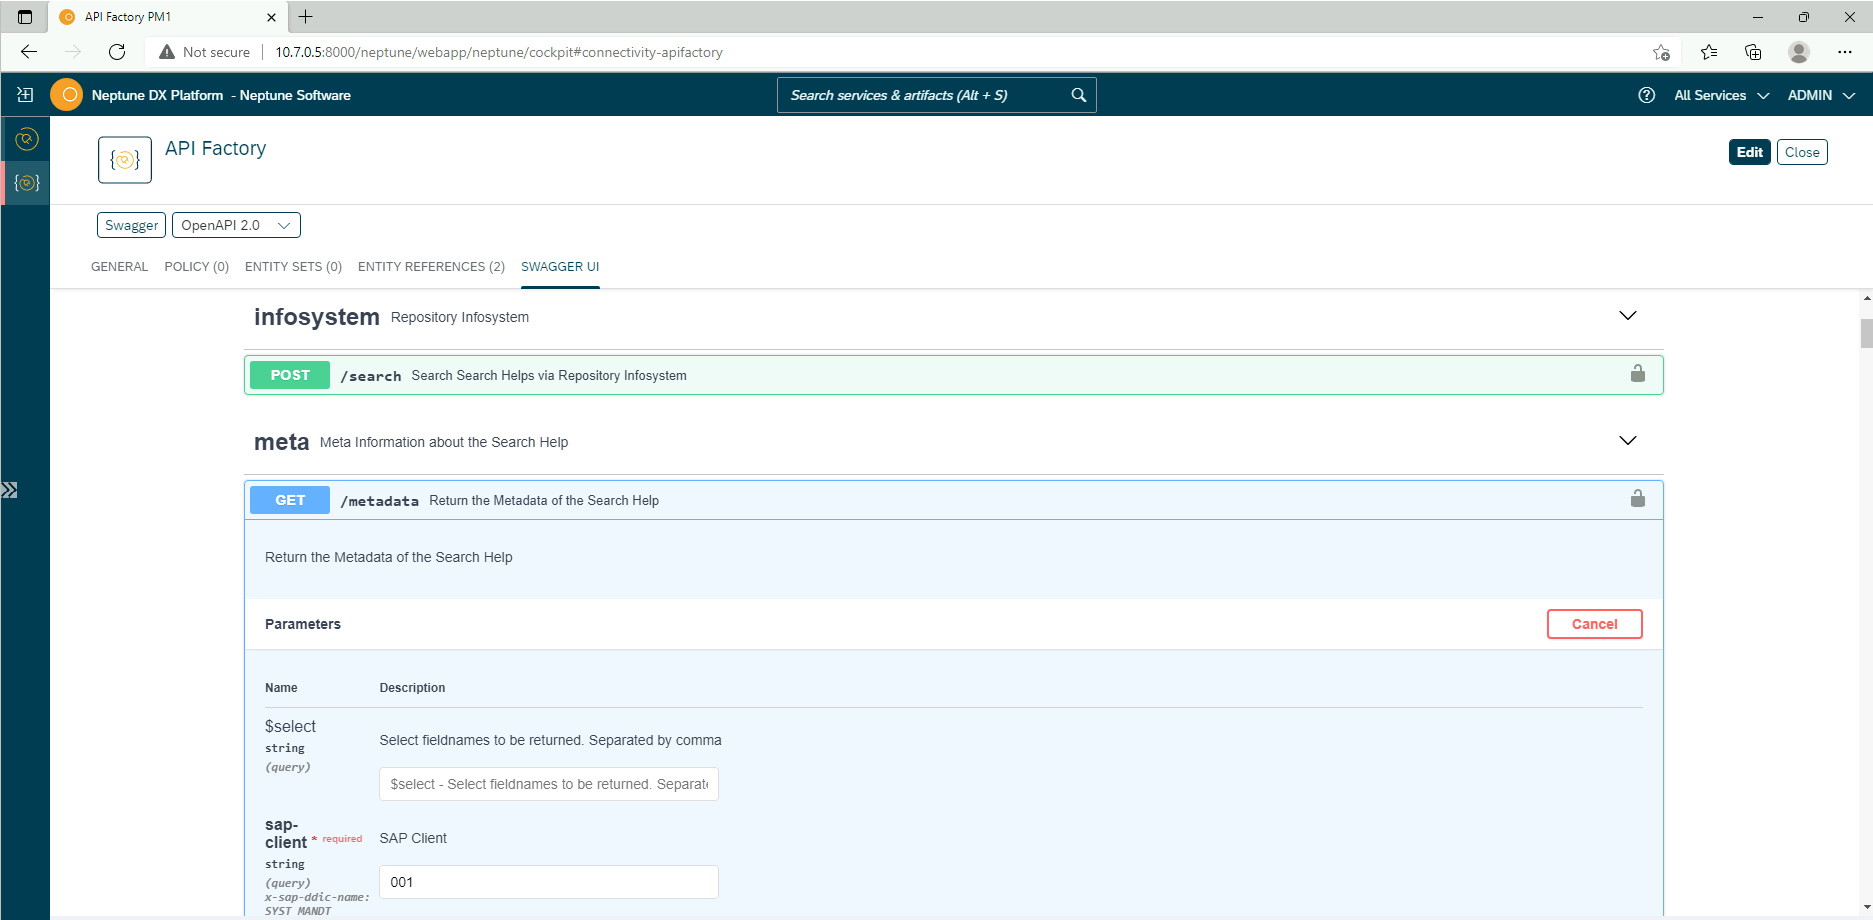 API Factory PM1
Not secure
10.7.0.5:8000/neptune/webapp/neptune/cockpit#connectivity-apifactory
Neptune DX Platform - Neptune Software
Search services & artifacts (Alt + S)
All Services
ADMIN
API Factory
Edit
Close
Swagger
OpenAPI 2.0
GENERAL
POLICY (0)
ENTITY SETS (0)
ENTITY REFERENCES (2)
SWAGGER UI
infosystem Repository Infosystem
POST /search Search Search Helps via Repository Infosystem
meta Meta Information about the Search Help
GET /metadata Return the Metadata of the Search Help
Return the Metadata of the Search Help
Parameters
Cancel
Name
Description
$select
string
(query)
Select fieldnames to be returned. Separated by comma
$select - Select fieldnames to be returned. Separat
sap-
client * required
string
(query)
x-sap-ddic-name:
SYST_MANDT
SAP Client
001